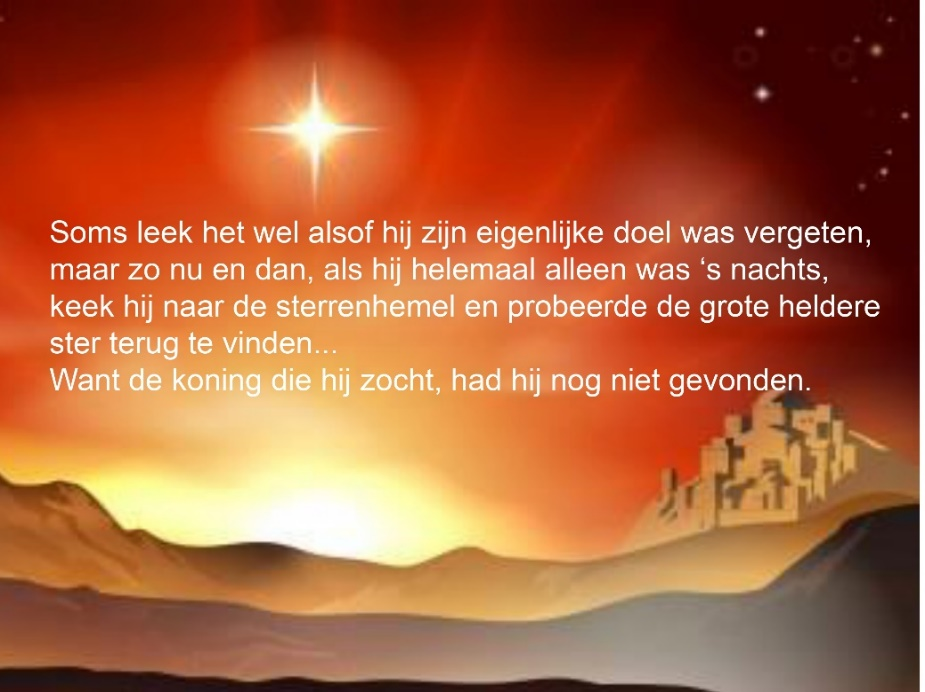 Soms leek het wel alsof hij zijn eigenlijke doel was vergeten,
maar zo nu en dan, als hij helemaal alleen was ‘s nachts,
keek hij naar de sterrenhemel en probeerde de grote heldere
ster terug te vinden...
Want de koning die hij zocht, had hij nog niet gevonden.